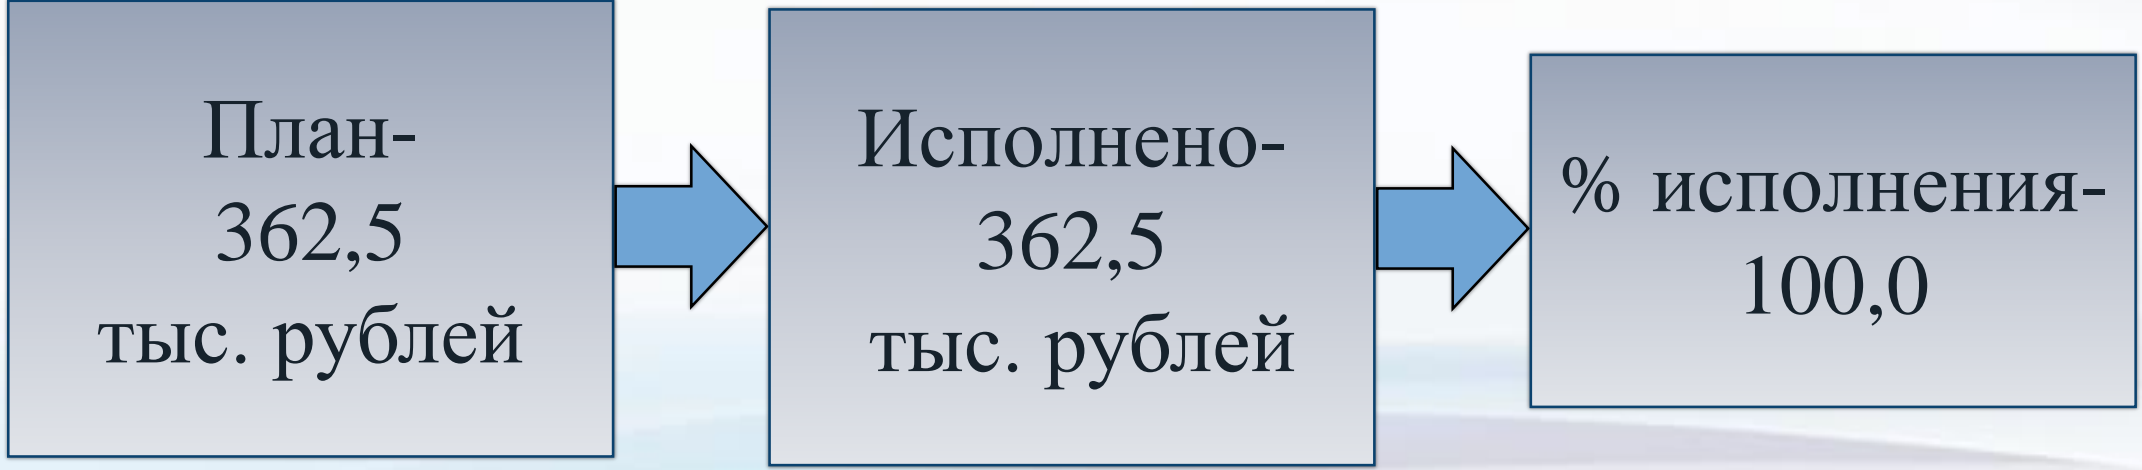 План-
362,5
тыс. рублей
Исполнено-
362,5
тыс. рублей
% исполнения-
100,0